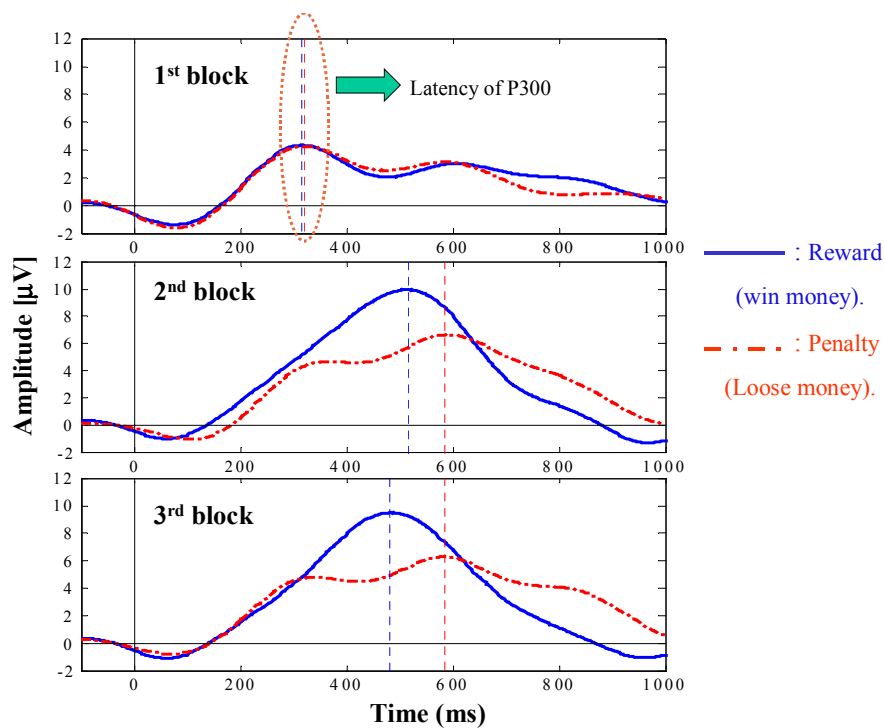 12
10
8
6
4
2
0
-2
1st block
Latency of P300
0 200 400 600 800 1000
12
10
8
6
4
2
0
-2
2nd block
0 200 400 600 800 1000
12
10
8
6
4
2
0
-2
3rd block
0 200 400 600 800 1000
Amplitude [μV]
Time (ms)
: Reward
(win money).
: Penalty
(Loose money).